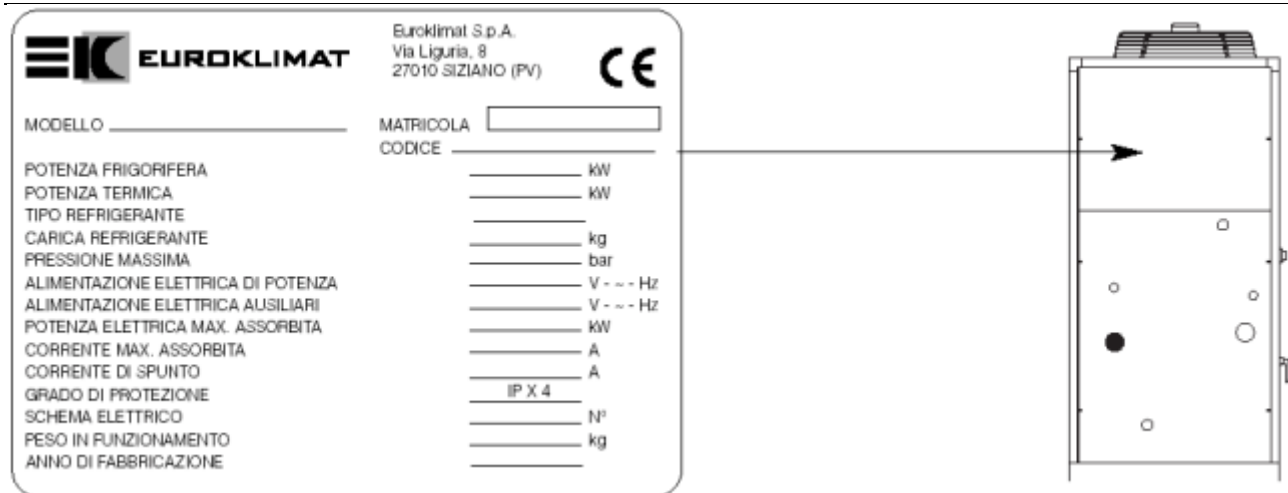 EUROKLIMAT
Euroklimat S.p.A.
Via Liguria, 8
27010 SIZIANO (PV)
CE
MODELLO
MATRICOLA
CODICE
POTENZA FRIGORIFERA kW
POTENZA TERMICA kW
TIPO REFRIGERANTE
CARICA REFRIGERANTE kg
PRESSIONE MASSIMA bar
ALIMENTAZIONE ELETTRICA DI POTENZA V - ~ - Hz
ALIMENTAZIONE ELETTRICA AUSILIARI V - ~ - Hz
POTENZA ELETTRICA MAX. ASSORBITA kW
CORRENTE MAX. ASSORBITA A
CORRENTE DI SPUNTO A
GRADO DI PROTEZIONE IP X 4
SCHEMA ELETTRICO N°
PESO IN FUNZIONAMENTO kg
ANNO DI FABBRICAZIONE